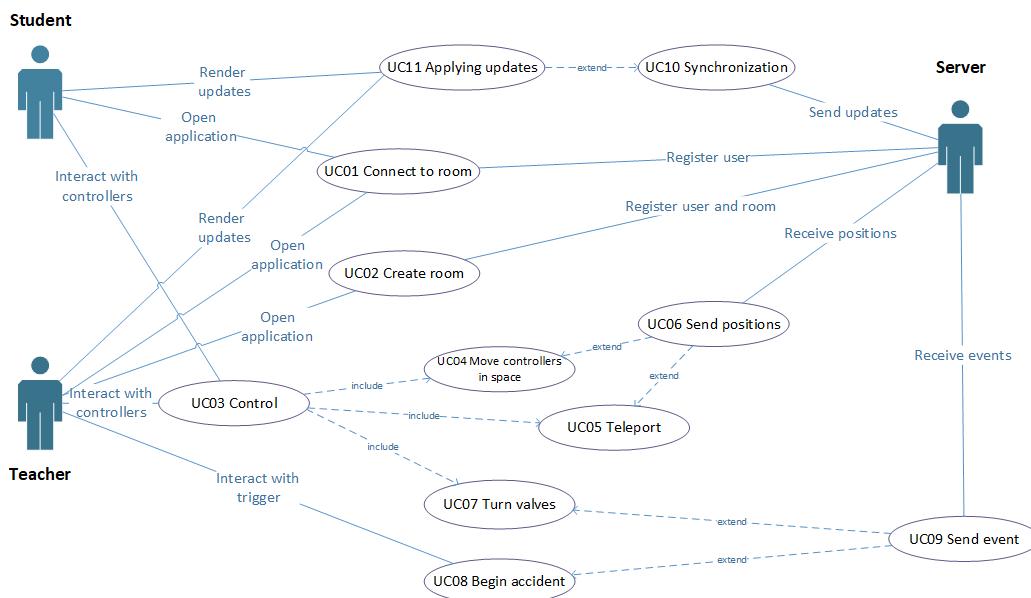 Student
UC11 Applying updates
extend
UC10 Synchronization
Server
Render
updates
Send updates
Open
application
Register user
UC01 Connect to room
Interact with
controllers
Register user and room
Render
updates
Receive positions
Open
application
UC02 Create room
Open
application
UC06 Send positions
extend
Receive events
UC04 Move controllers
in space
extend
include
Interact with
controllers
UC03 Control
include
UC05 Teleport
include
Teacher
Interact with
trigger
UC07 Turn valves
extend
UC09 Send event
extend
UC08 Begin accident